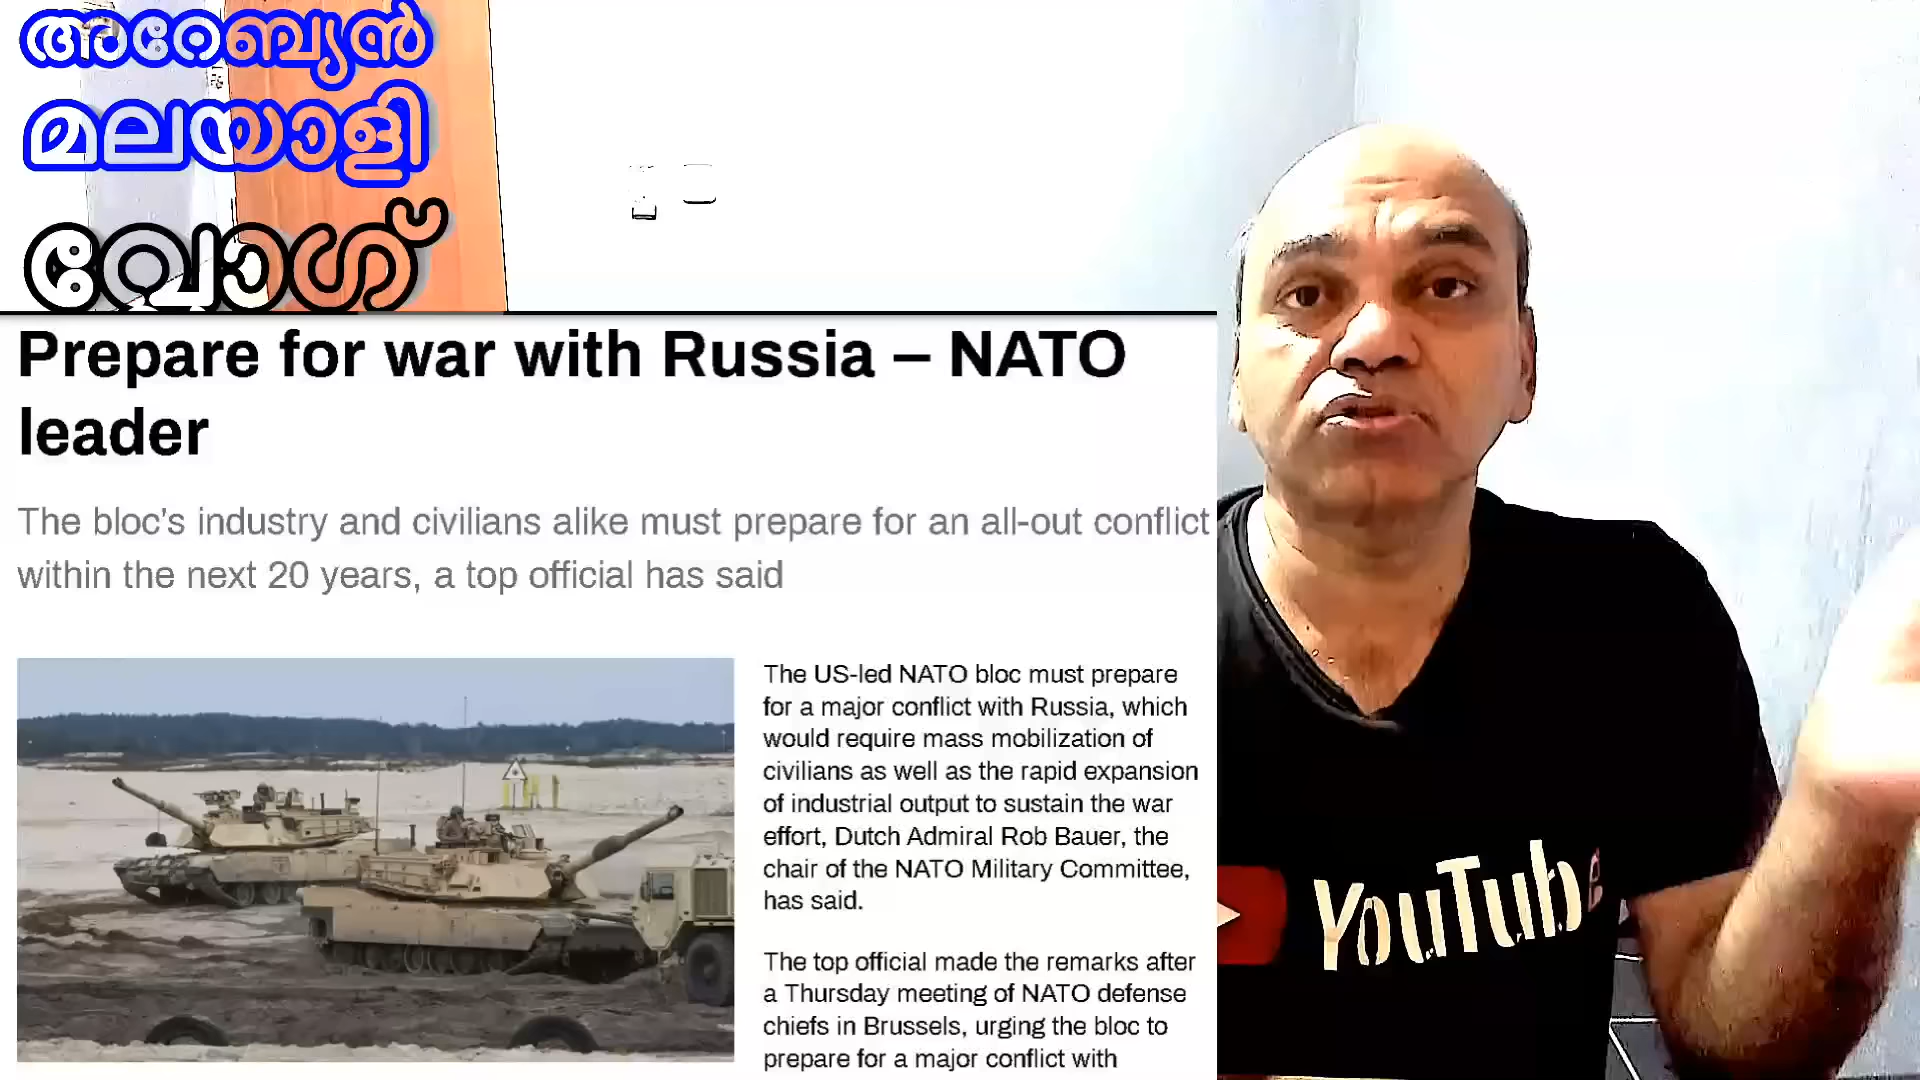 അറേബ്യൻ
മലയാളി
വ്ലോഗ്
Prepare for war with Russia – NATO
leader
The bloc's industry and civilians alike must prepare for an all-out conflict
within the next 20 years, a top official has said
The US-led NATO bloc must prepare
for a major conflict with Russia, which
would require mass mobilization of
civilians as well as the rapid expansion
of industrial output to sustain the war
effort, Dutch Admiral Rob Bauer, the
chair of the NATO Military Committee,
has said.
The top official made the remarks after
a Thursday meeting of NATO defense
chiefs in Brussels, urging the bloc to
prepare for a major conflict with
YouTube